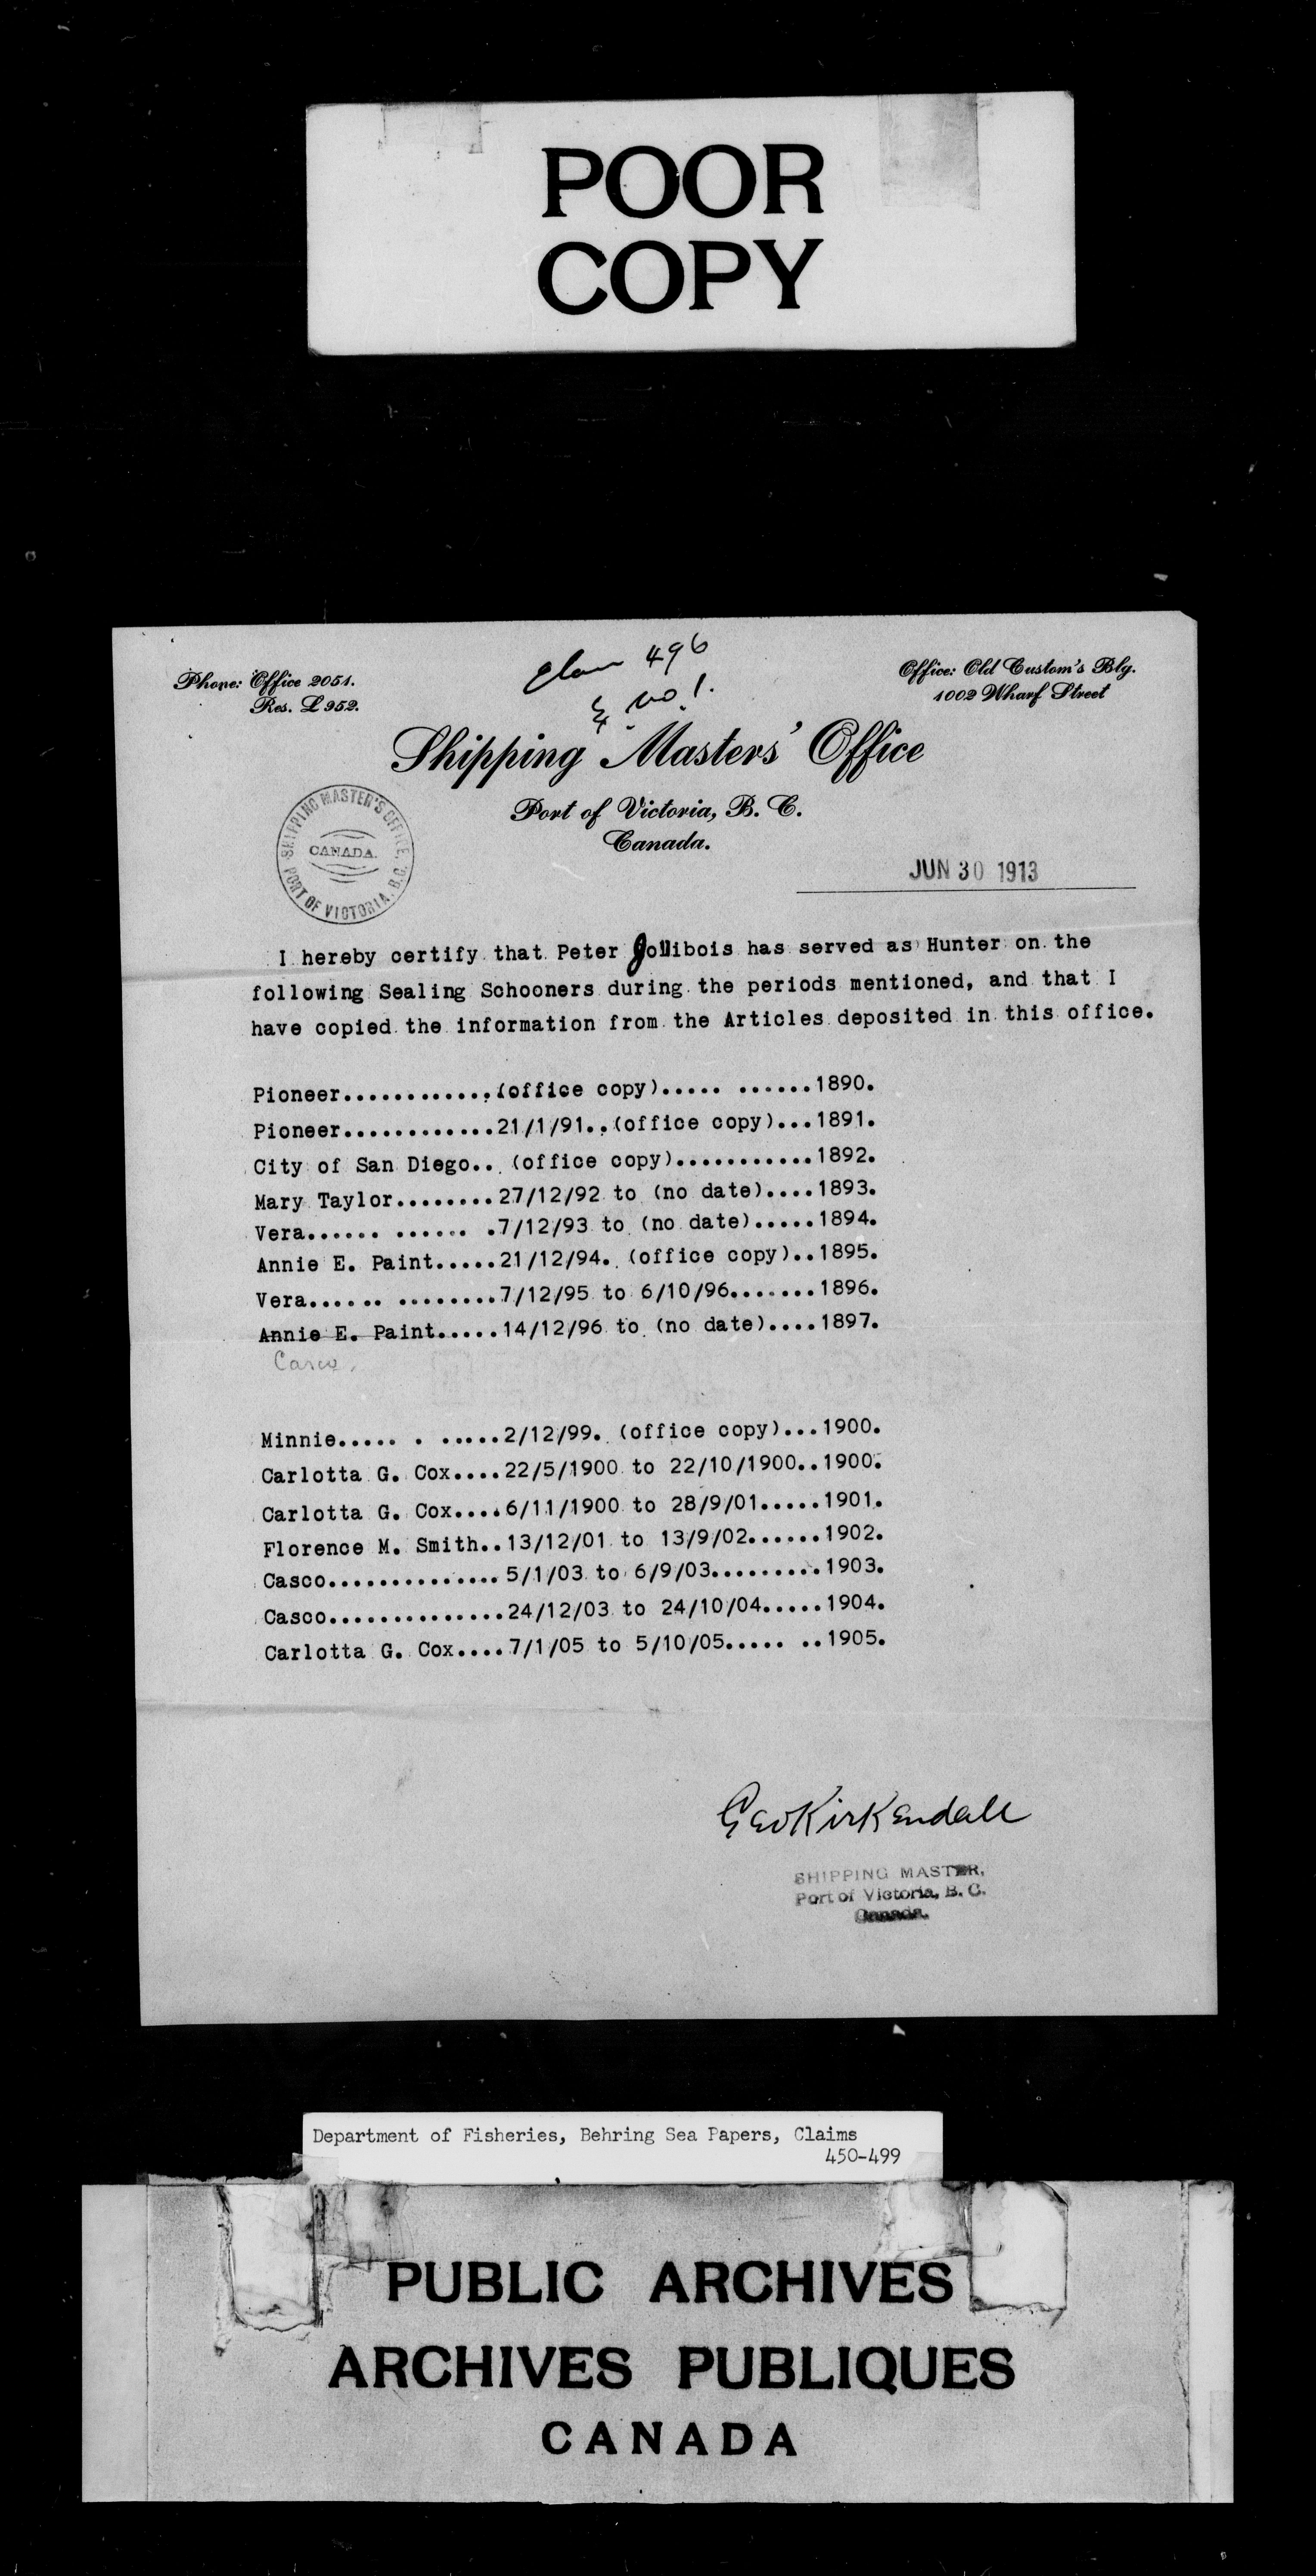 POOR
COPY
Claim 496
Ex no 1.
Phone: Office 2051.
Res. L 952.
Office: Old Custom's Blg.
1002 Wharf Street
Shipping Masters' Office
Port of Victoria, B. C.
Canada.
SHIPPING MASTER'S OFFICE,
CANADA.
PORT OF VICTORIA, B.C.
JUN 30 1913
I hereby certify that Peter Jollibois has served as Hunter on the
following Sealing Schooners during the periods mentioned, and that I
have copied the information from the Articles deposited in this office.
Pioneer.............(office copy)..... ......1890.
Pioneer............21/1/91..(office copy)...1891.
City of San Diego.. (office copy)...........1892.
Mary Taylor........27/12/92 to (no date)....1893.
Vera...... ...... .7/12/93 to (no date).....1894.
Annie E. Paint.....21/12/94. (office copy)..1895.
Vera...... ........7/12/95 to 6/10/96.......1896.
Annie E. Paint.....14/12/96 to (no date)....1897.
Casco.
Minnie..... . .....2/12/99. (office copy)...1900.
Carlotta G. Cox....22/5/1900 to 22/10/1900..1900.
Carlotta G. Cox....6/11/1900 to 28/9/01.....1901.
Florence M. Smith..13/12/01 to 13/9/02......1902.
Casco..............5/1/03 to 6/9/03.........1903.
Casco..............24/12/03 to 24/10/04.....1904.
Carlotta G. Cox....7/1/05 to 5/10/05..... ..1905.
Geo Kirkendall
SHIPPING MASTER,
Port of Victoria, B. C.
Canada.
Department of Fisheries, Behring Sea Papers, Claims
450-499
PUBLIC ARCHIVES
ARCHIVES PUBLIQUES
CANADA